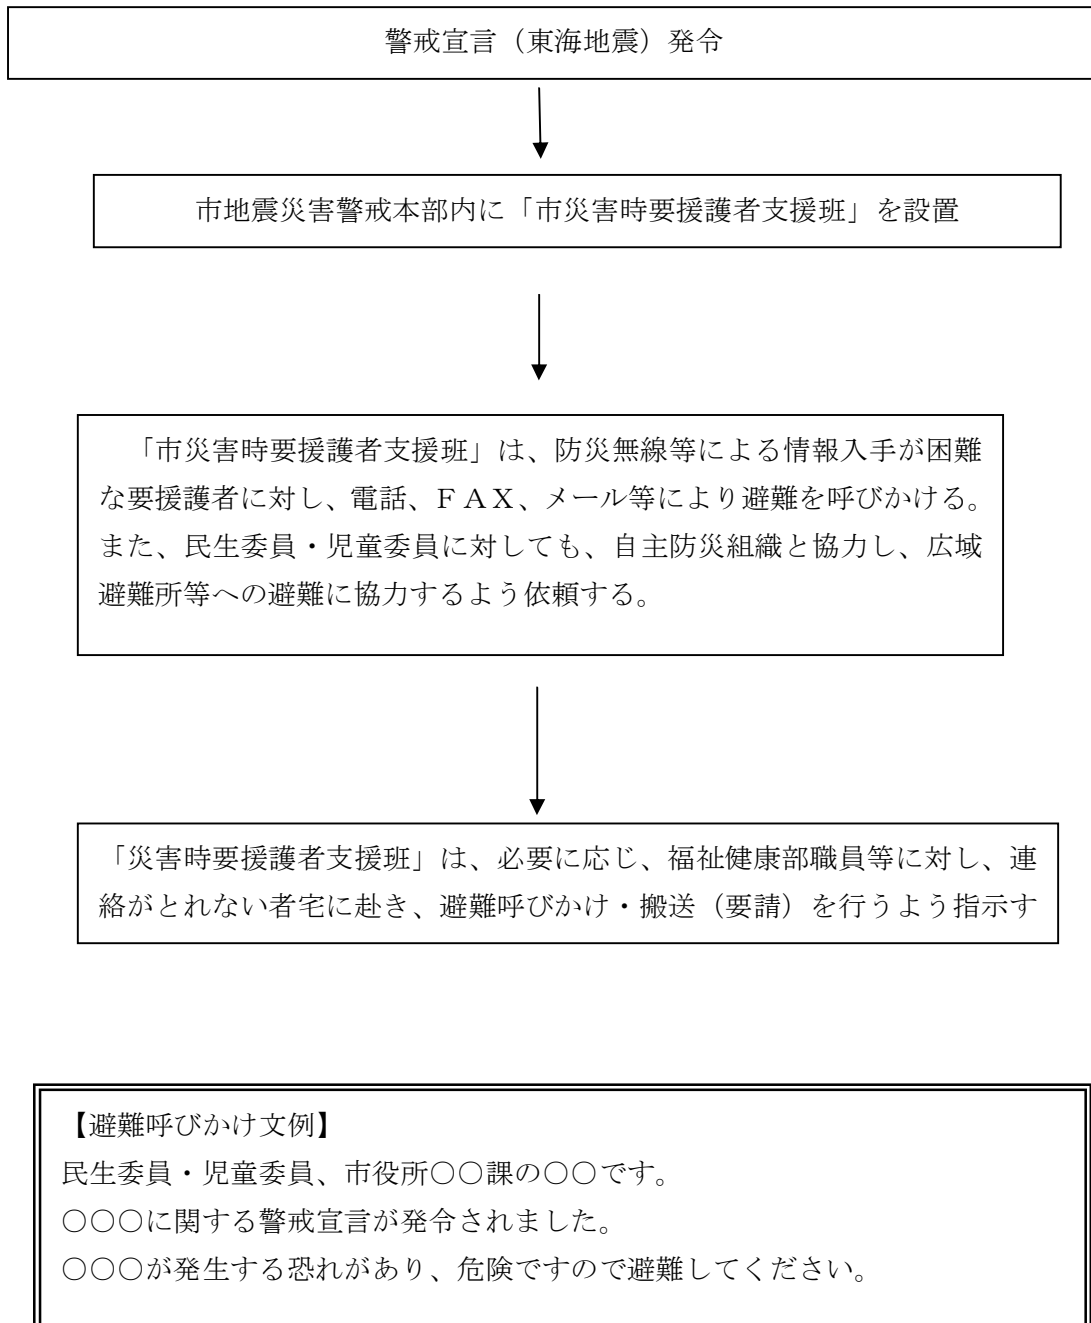 警戒宣言（東海地震）発令
市地震災害警戒本部内に「市災害時要援護者支援班」を設置
「市災害時要援護者支援班」は、防災無線等による情報入手が困難
な要援護者に対し、電話、ＦＡＸ、メール等により避難を呼びかける。
また、民生委員・児童委員に対しても、自主防災組織と協力し、広域
避難所等への避難に協力するよう依頼する。
「災害時要援護者支援班」は、必要に応じ、福祉健康部職員等に対し、連
絡がとれない者宅に赴き、避難呼びかけ・搬送（要請）を行うよう指示す
【避難呼びかけ文例】
民生委員・児童委員、市役所○○課の○○です。
○○○に関する警戒宣言が発令されました。
○○○が発生する恐れがあり、危険ですので避難してください。